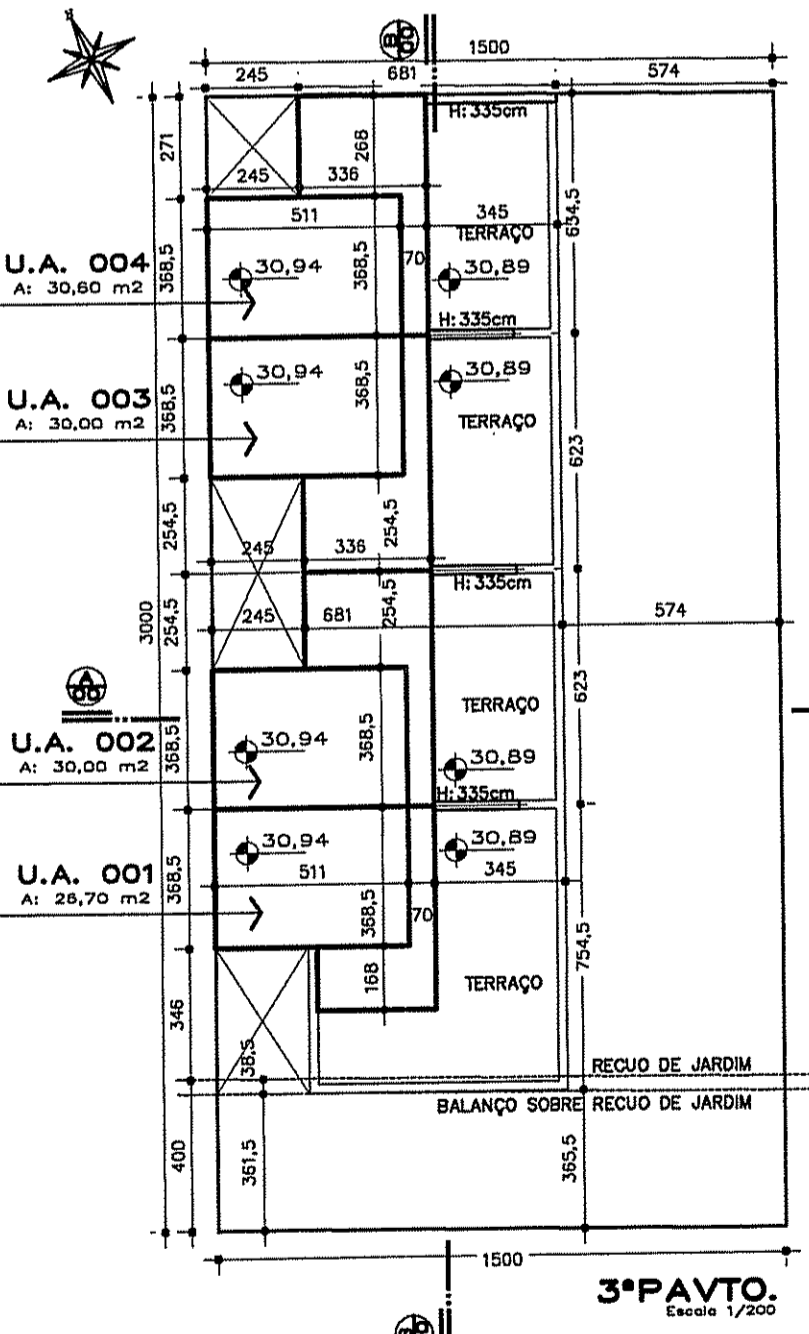 N
B
00
1500
245
681
574
H: 335cm
271
268
245
336
511
345
TERRAÇO
634,5
U.A. 004
A: 30,60 m2
368,5
30,94
368,5
70
30,89
H: 335cm
U.A. 003
A: 30,00 m2
368,5
30,94
368,5
30,89
TERRAÇO
623
254,5
254,5
245
336
H: 335cm
3000
254,5
245
681
254,5
574
A
00
TERRAÇO
623
U.A. 002
A: 30,00 m2
368,5
30,94
368,5
30,89
H: 335cm
U.A. 001
A: 28,70 m2
368,5
30,94
511
368,5
70
30,89
345
754,5
TERRAÇO
168
346
38,5
RECUO DE JARDIM
BALANÇO SOBRE RECUO DE JARDIM
400
361,5
365,5
1500
3ºPAVTO.
Escala 1/200